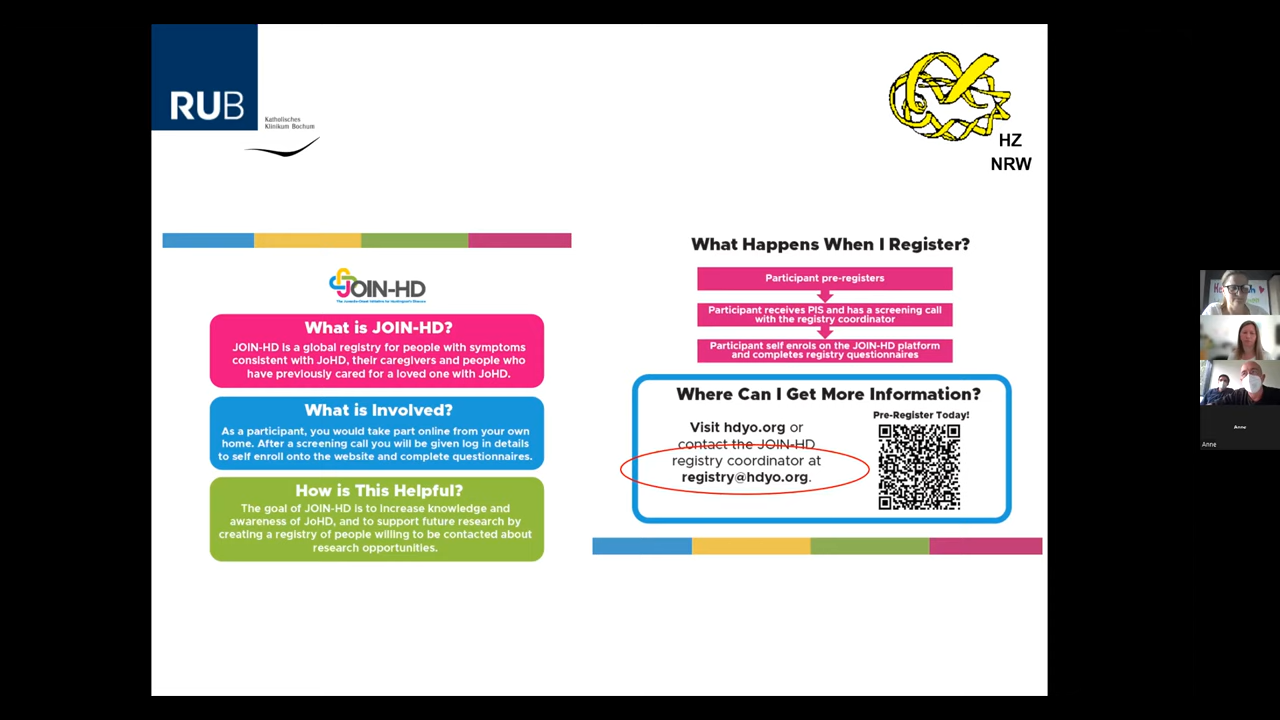 RUB
Katholisches
Klinikum Bochum
HZ
NRW
JOIN-HD
What is JOIN-HD?
JOIN-HD is a global registry for people with symptoms
consistent with JoHD, their caregivers and people who
have previously cared for a loved one with JoHD.
What is Involved?
As a participant, you would take part online from your own
home. After a screening call you will be given log in details
to self enroll onto the website and complete questionnaires.
How is This Helpful?
The goal of JOIN-HD is to increase knowledge and
awareness of JoHD, and to support future research by
creating a registry of people willing to be contacted about
research opportunities.
What Happens When I Register?
Participant pre-registers
Participant receives PIS and has a screening call
with the registry coordinator
Participant self enrols on the JOIN-HD platform
and completes registry questionnaires
Where Can I Get More Information?
Visit hdyo.org or
contact the JOIN-HD
registry coordinator at
registry@hdyo.org.
Pre-Register Today!
Anne
Anne